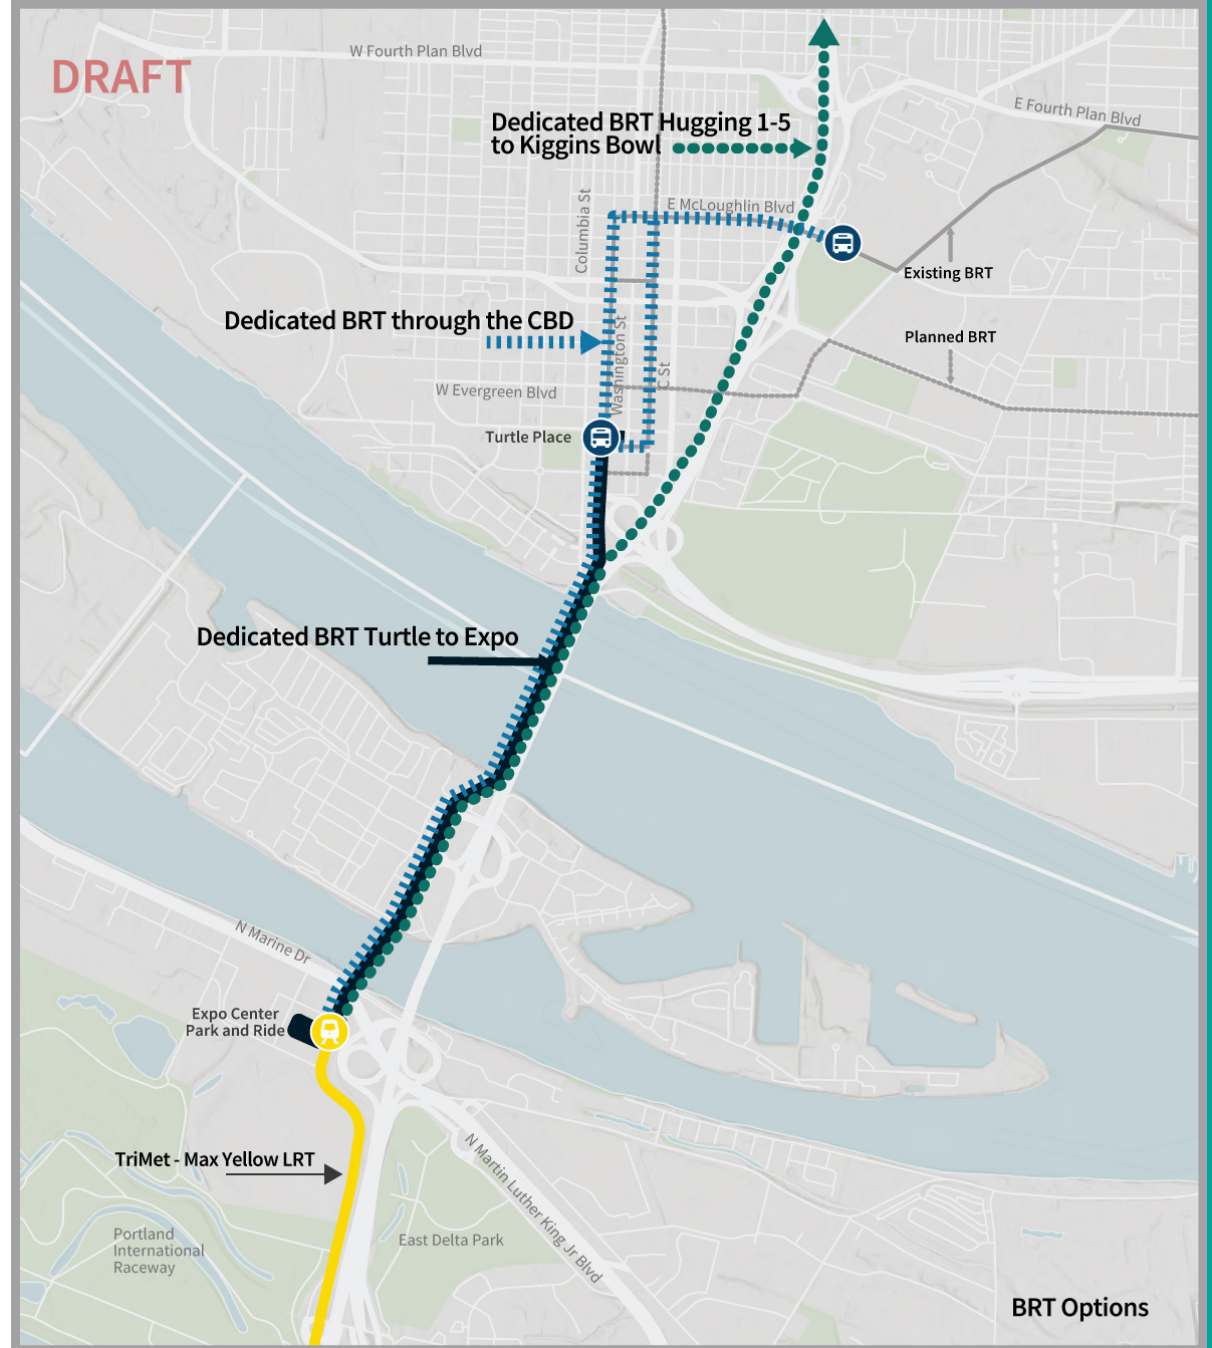 W Fourth Plan Blvd
DRAFT
E Fourth Plan Blvd
Dedicated BRT Hugging 1-5
to Kiggins Bowl
Columbia St
E McLoughlin Blvd
Existing BRT
Dedicated BRT through the CBD
Washington St
Planned BRT
C St
W Evergreen Blvd
Turtle Place
Dedicated BRT Turtle to Expo
N Marine Dr
Expo Center
Park and Ride
TriMet - Max Yellow LRT
N Martin Luther King Jr Blvd
Portland
International
Raceway
East Delta Park
BRT Options